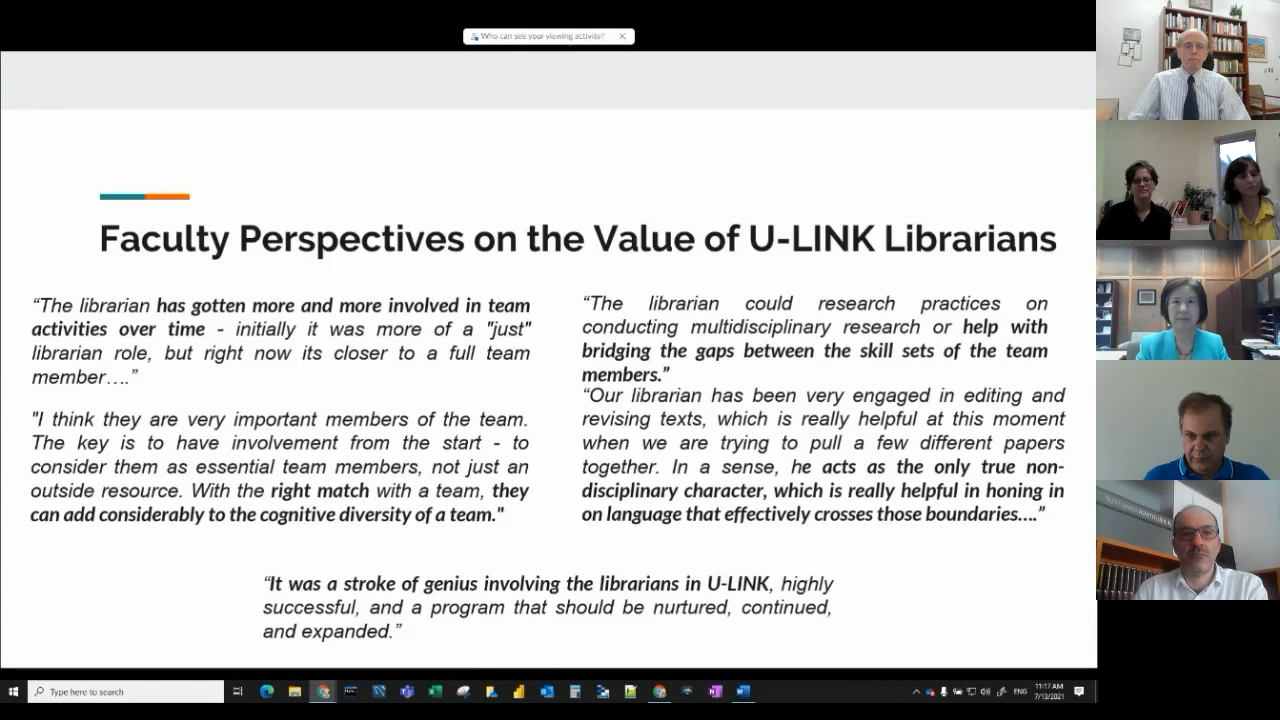 Who can see your viewing activity?
Faculty Perspectives on the Value of U-LINK Librarians
“The librarian has gotten more and more involved in team
activities over time - initially it was more of a "just"
librarian role, but right now its closer to a full team
member….”
"I think they are very important members of the team.
The key is to have involvement from the start - to
consider them as essential team members, not just an
outside resource. With the right match with a team, they
can add considerably to the cognitive diversity of a team."
“The librarian could research practices on
conducting multidisciplinary research or help with
bridging the gaps between the skill sets of the team
members.”
“Our librarian has been very engaged in editing and
revising texts, which is really helpful at this moment
when we are trying to pull a few different papers
together. In a sense, he acts as the only true non-
disciplinary character, which is really helpful in honing in
on language that effectively crosses those boundaries….”
“It was a stroke of genius involving the librarians in U-LINK, highly
successful, and a program that should be nurtured, continued,
and expanded.”
Type here to search
ENG
11:17 AM
7/13/2021